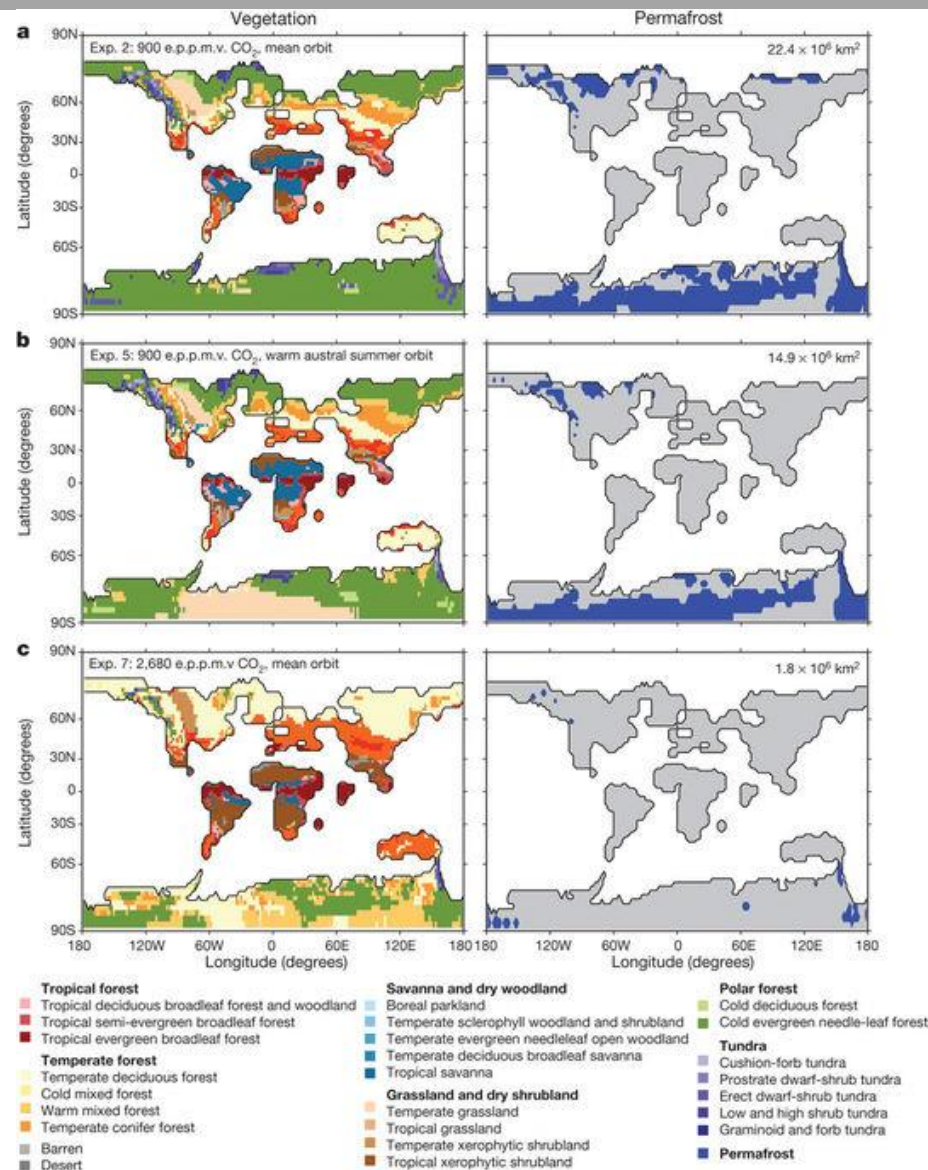 Vegetation
Permafrost
a
Exp. 2: 900 e.p.p.m.v. CO₂, mean orbit
22.4 × 10⁶ km²
90N
60N
30N
0
30S
60S
90S
Latitude (degrees)
b
Exp. 5: 900 e.p.p.m.v. CO₂, warm austral summer orbit
14.9 × 10⁶ km²
90N
60N
30N
0
30S
60S
90S
Latitude (degrees)
c
Exp. 7: 2,680 e.p.p.m.v CO₂, mean orbit
1.8 × 10⁶ km²
90N
60N
30N
0
30S
60S
90S
Latitude (degrees)
180 120W 60W 0 60E 120E 180
180 120W 60W 0 60E 120E 180
Longitude (degrees)
Longitude (degrees)
Tropical forest
Tropical deciduous broadleaf forest and woodland
Tropical semi-evergreen broadleaf forest
Tropical evergreen broadleaf forest
Temperate forest
Temperate deciduous forest
Cold mixed forest
Warm mixed forest
Temperate conifer forest
Barren
Desert
Savanna and dry woodland
Boreal parkland
Temperate sclerophyll woodland and shrubland
Temperate evergreen needleleaf open woodland
Temperate deciduous broadleaf savanna
Tropical savanna
Grassland and dry shrubland
Temperate grassland
Tropical grassland
Temperate xerophytic shrubland
Tropical xerophytic shrubland
Polar forest
Cold deciduous forest
Cold evergreen needle-leaf forest
Tundra
Cushion-forb tundra
Prostrate dwarf-shrub tundra
Erect dwarf-shrub tundra
Low and high shrub tundra
Graminoid and forb tundra
Permafrost